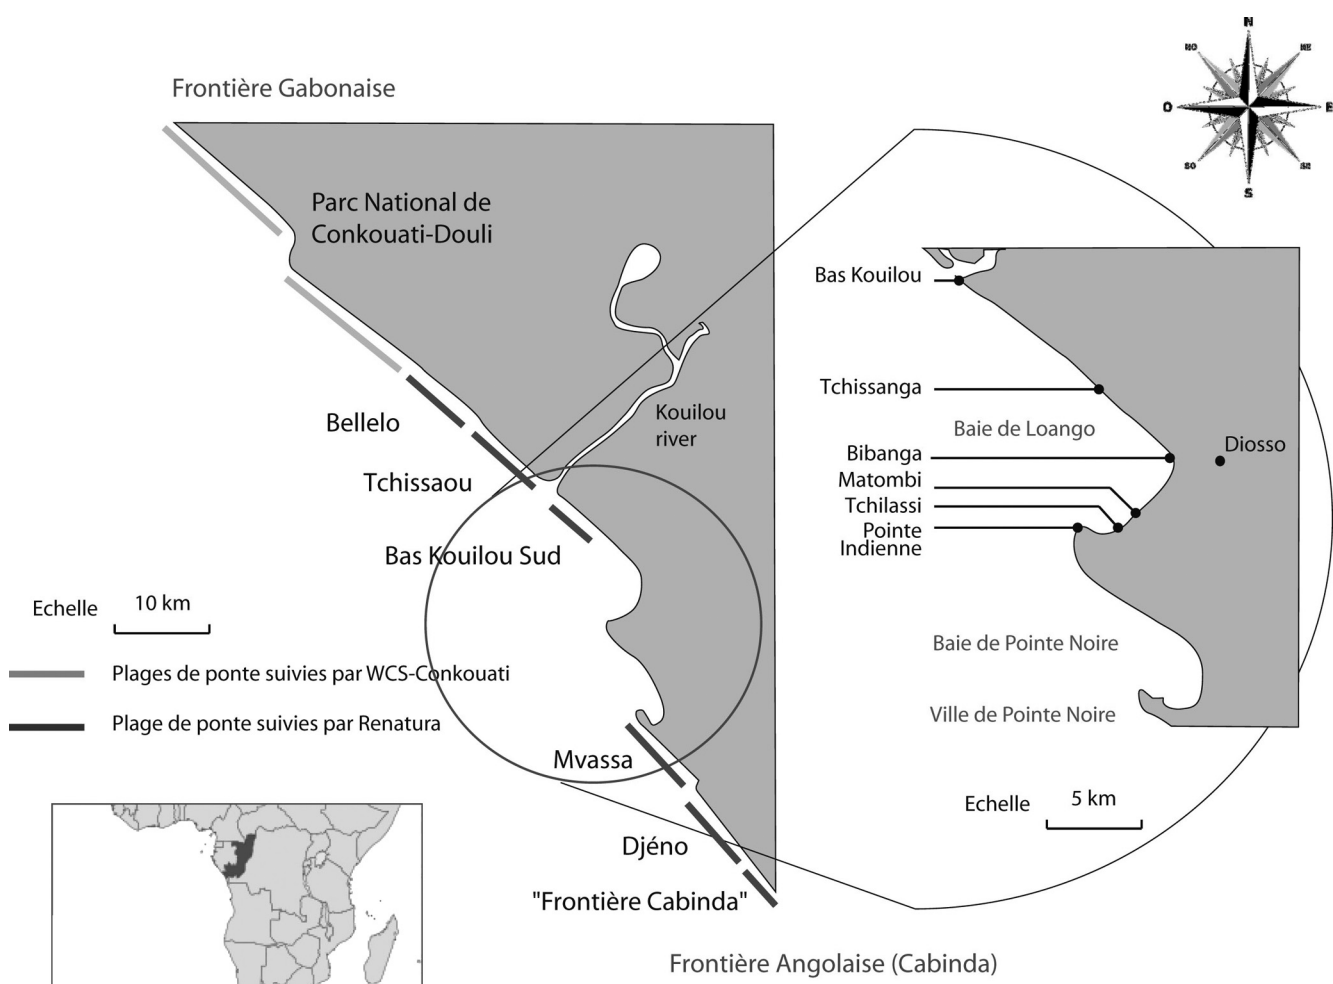 N
NO
NE
O
E
SO
SE
S
Frontière Gabonaise
Parc National de
Conkouati-Douli
Kouilou
river
Bellelo
Tchissaou
Bas Kouilou Sud
Mvassa
Djéno
"Frontière Cabinda"
Frontière Angolaise (Cabinda)
Echelle
10 km
Plages de ponte suivies par WCS-Conkouati
Plage de ponte suivies par Renatura
Bas Kouilou
Tchissanga
Baie de Loango
Bibanga
Diosso
Matombi
Tchilassi
Pointe
Indienne
Baie de Pointe Noire
Ville de Pointe Noire
Echelle
5 km